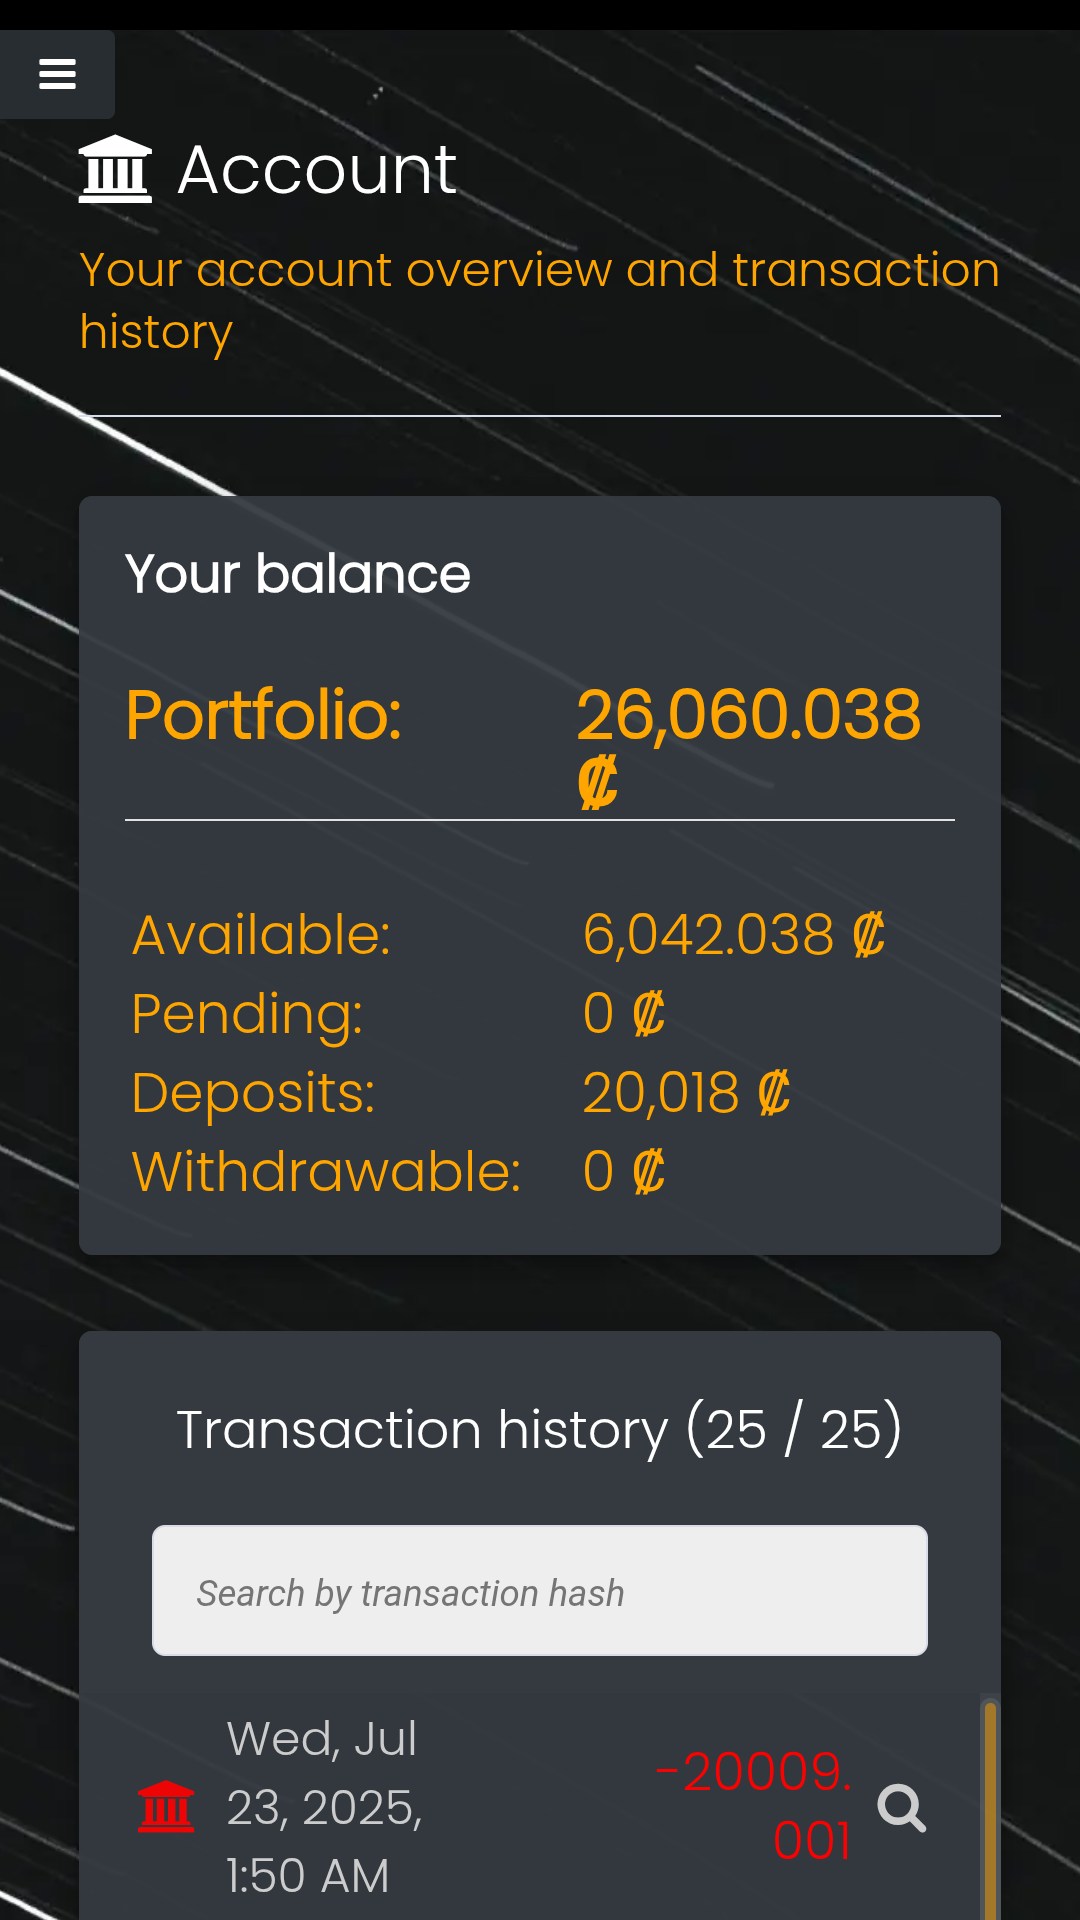 Account
Your account overview and transaction
history
Your balance
Portfolio: 26,060.038
₡
Available: 6,042.038 ₡
Pending: 0 ₡
Deposits: 20,018 ₡
Withdrawable: 0 ₡
Transaction history (25 / 25)
Search by transaction hash
Wed, Jul
23, 2025,
1:50 AM
-20009.
001